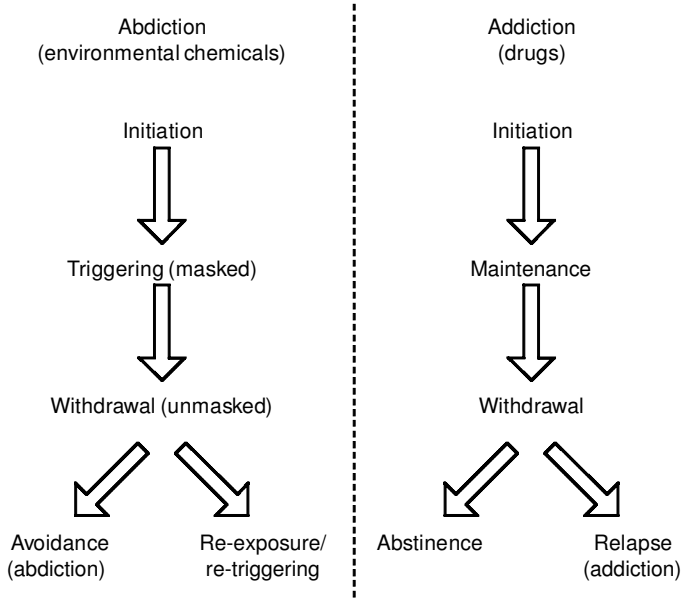 Abdiction
(environmental chemicals)
Initiation
Triggering (masked)
Withdrawal (unmasked)
Avoidance
(abdiction)
Re-exposure/
re-triggering
Addiction
(drugs)
Initiation
Maintenance
Withdrawal
Abstinence
Relapse
(addiction)